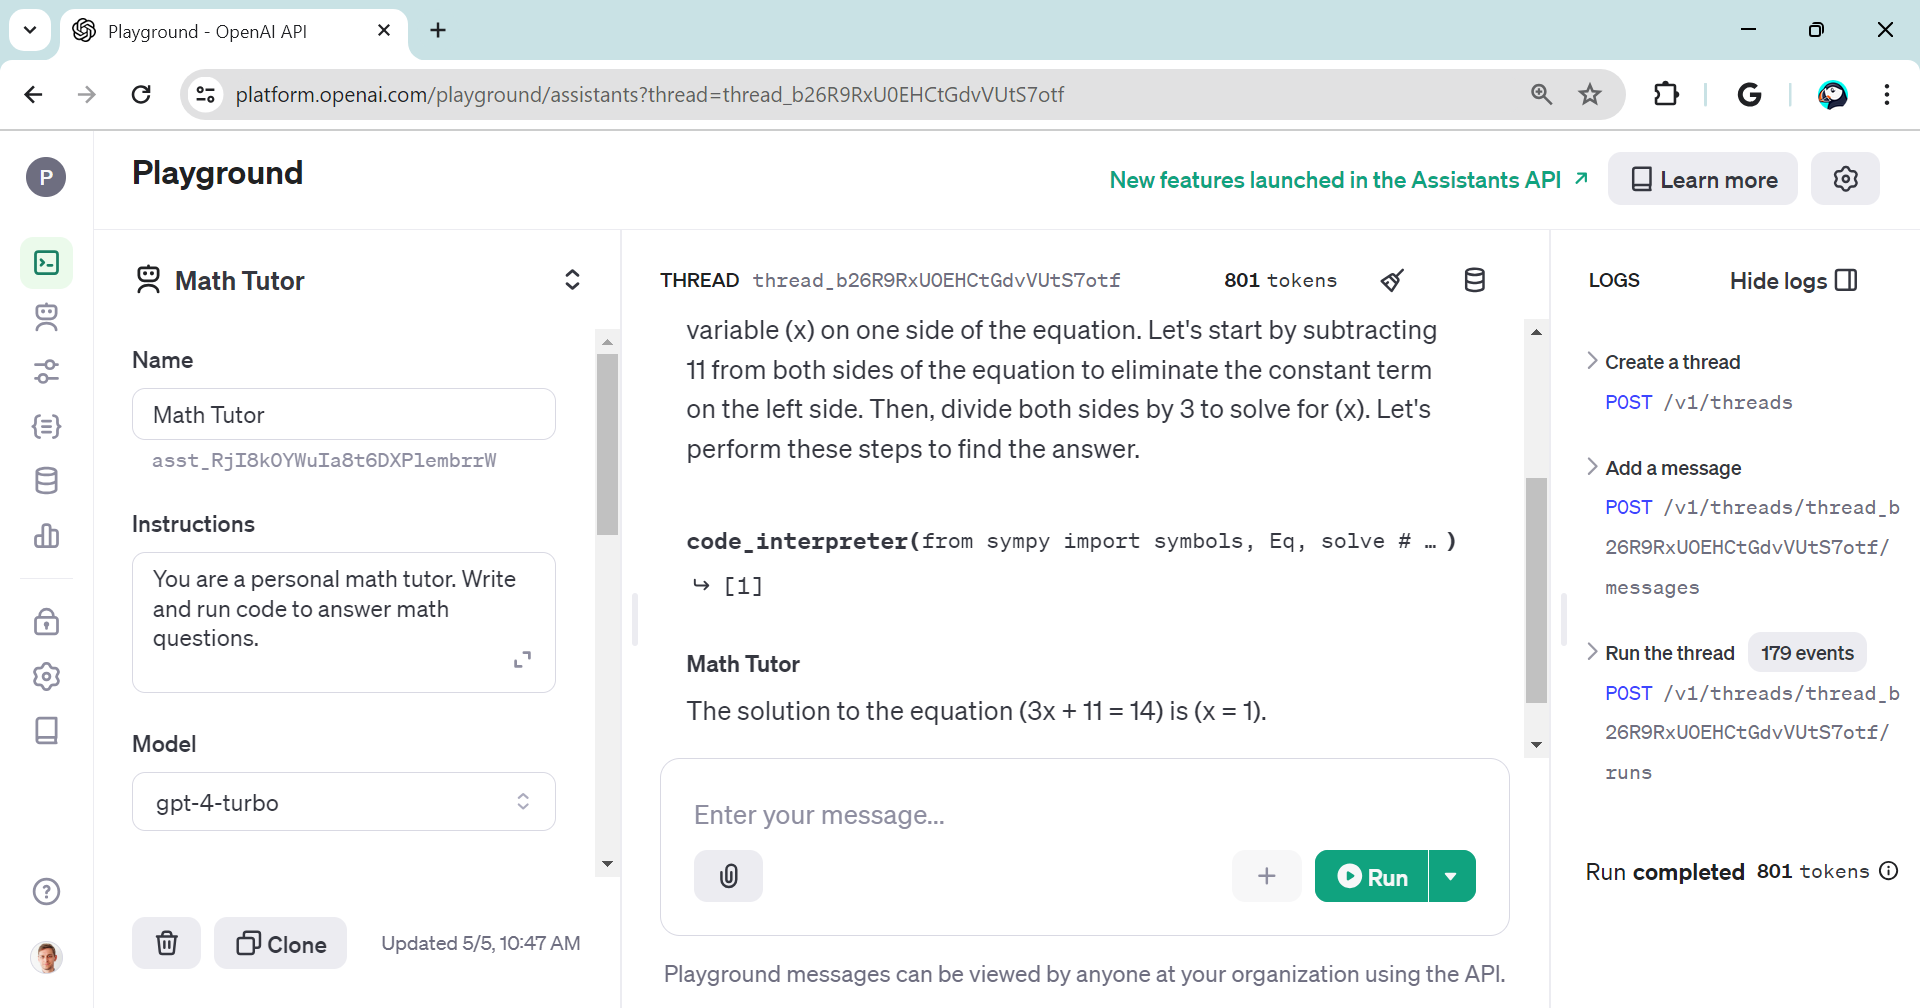 Playground - OpenAI API
platform.openai.com/playground/assistants?thread=thread_b26R9RxU0EHCtGdvVUtS7otf
P
Playground
New features launched in the Assistants API
Learn more
Math Tutor
Name
Math Tutor
asst_RjI8kOYWuIa8t6DXPlembrrW
Instructions
You are a personal math tutor. Write
and run code to answer math
questions.
Model
gpt-4-turbo
Clone
Updated 5/5, 10:47 AM
THREAD thread_b26R9RxU0EHCtGdvVUtS7otf 801 tokens
variable (x) on one side of the equation. Let's start by subtracting
11 from both sides of the equation to eliminate the constant term
on the left side. Then, divide both sides by 3 to solve for (x). Let's
perform these steps to find the answer.
code_interpreter(from sympy import symbols, Eq, solve # … )
↪ [1]
Math Tutor
The solution to the equation (3x + 11 = 14) is (x = 1).
Enter your message...
Run
Playground messages can be viewed by anyone at your organization using the API.
LOGS Hide logs
Create a thread
POST /v1/threads
Add a message
POST /v1/threads/thread_b
26R9RxU0EHCtGdvVUtS7otf/
messages
Run the thread 179 events
POST /v1/threads/thread_b
26R9RxU0EHCtGdvVUtS7otf/
runs
Run completed 801 tokens